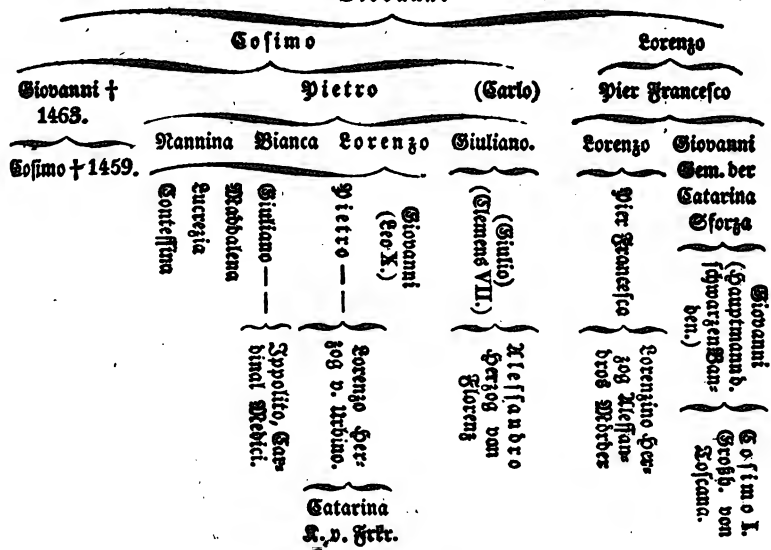 Cosimo Lorenzo
Giovanni † Pietro (Carlo) Pier Francesco
1463.
Nannina Bianca Lorenzo Giuliano. Lorenzo Giovanni
Cosimo † 1459. Gem. der
Catarina
Sforza
Contessina
Lucrezia
Maddalena
Giuliano —
Pietro —
Giovanni
(Leo X.)
(Giulio)
(Clemens VII.)
Pier Francesca
Giovanni
(Hauptmann d.
schwarzen Ban-
den.)
Ippolito, Car-
dinal Medici.
Lorenzo Her-
zog v. Urbino.
Alessandro
Herzog von
Florenz
Lorenzino Her-
zog Alessan-
dros Mörder
Cosimo I.
Großh. von
Toscana.
Catarina
K. v. Frkr.